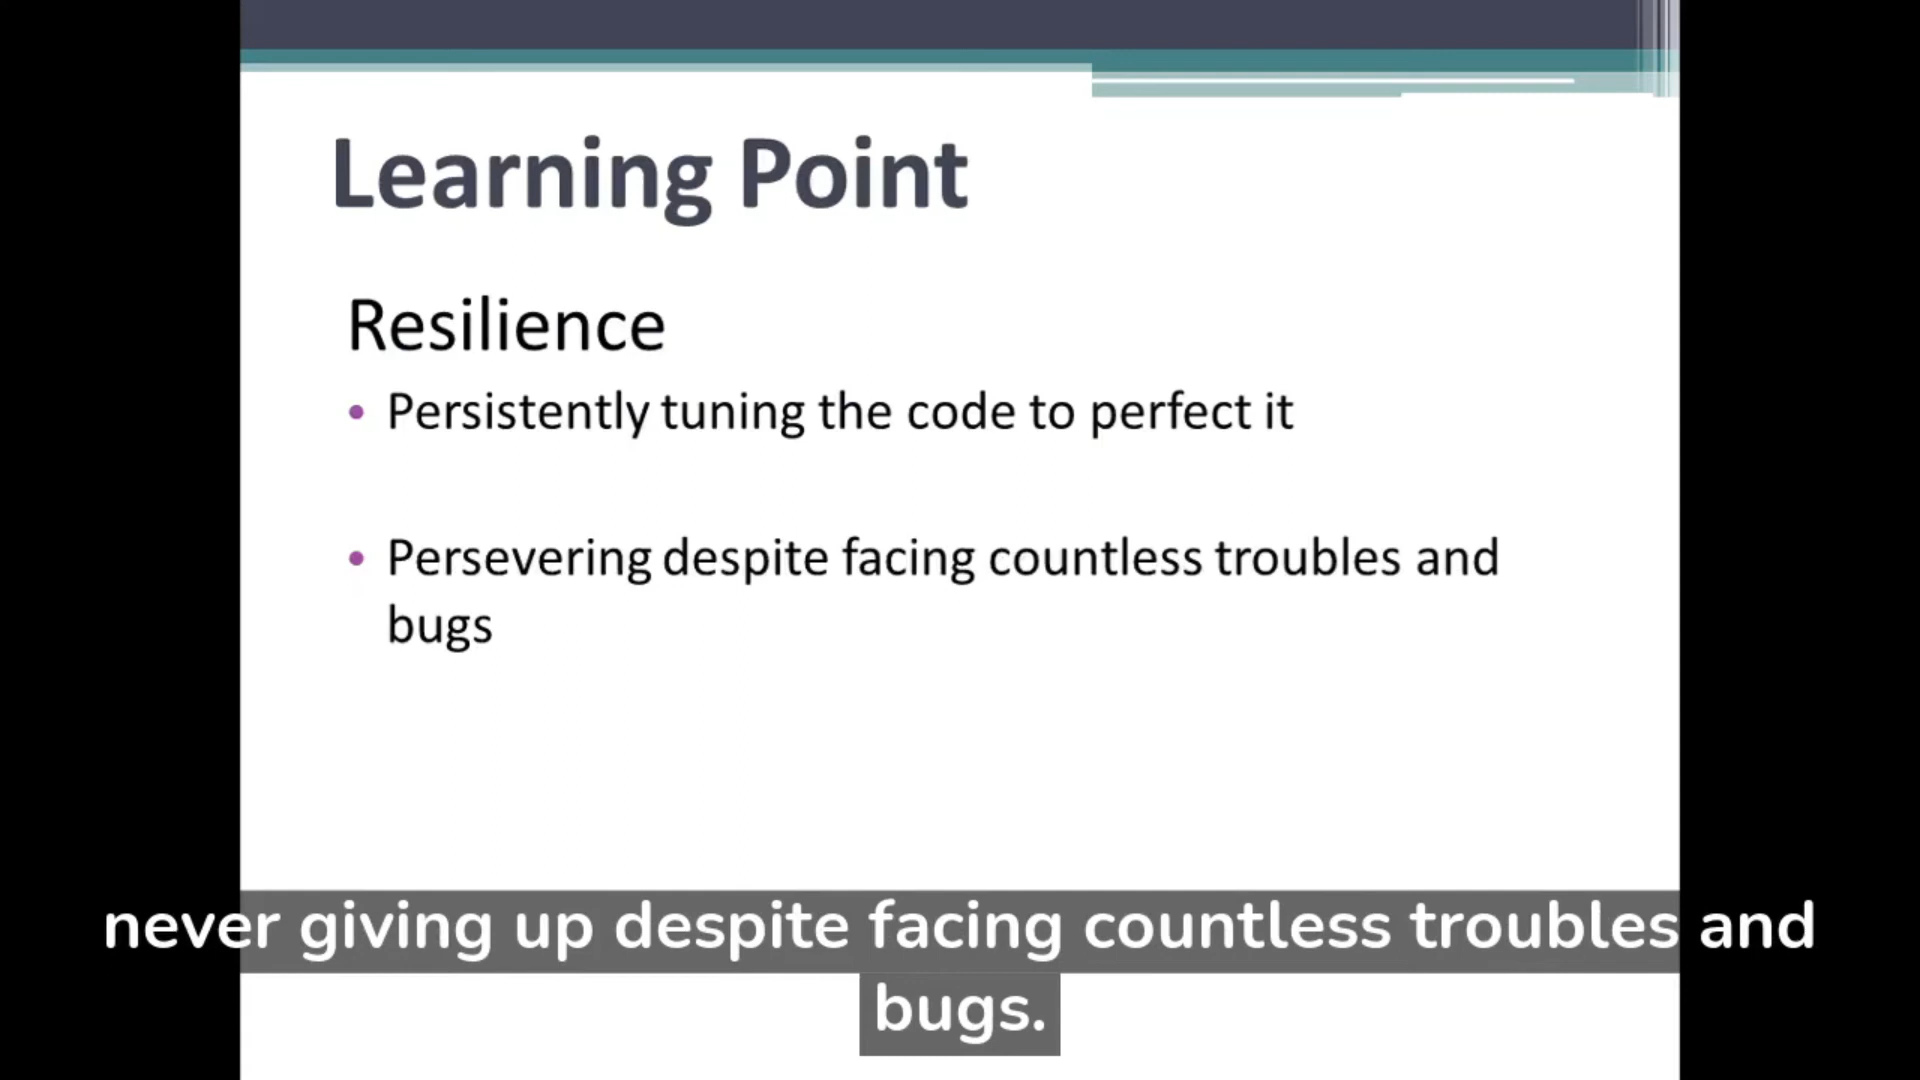 Learning Point
Resilience
• Persistently tuning the code to perfect it
• Persevering despite facing countless troubles and
bugs
never giving up despite facing countless troubles and
bugs.